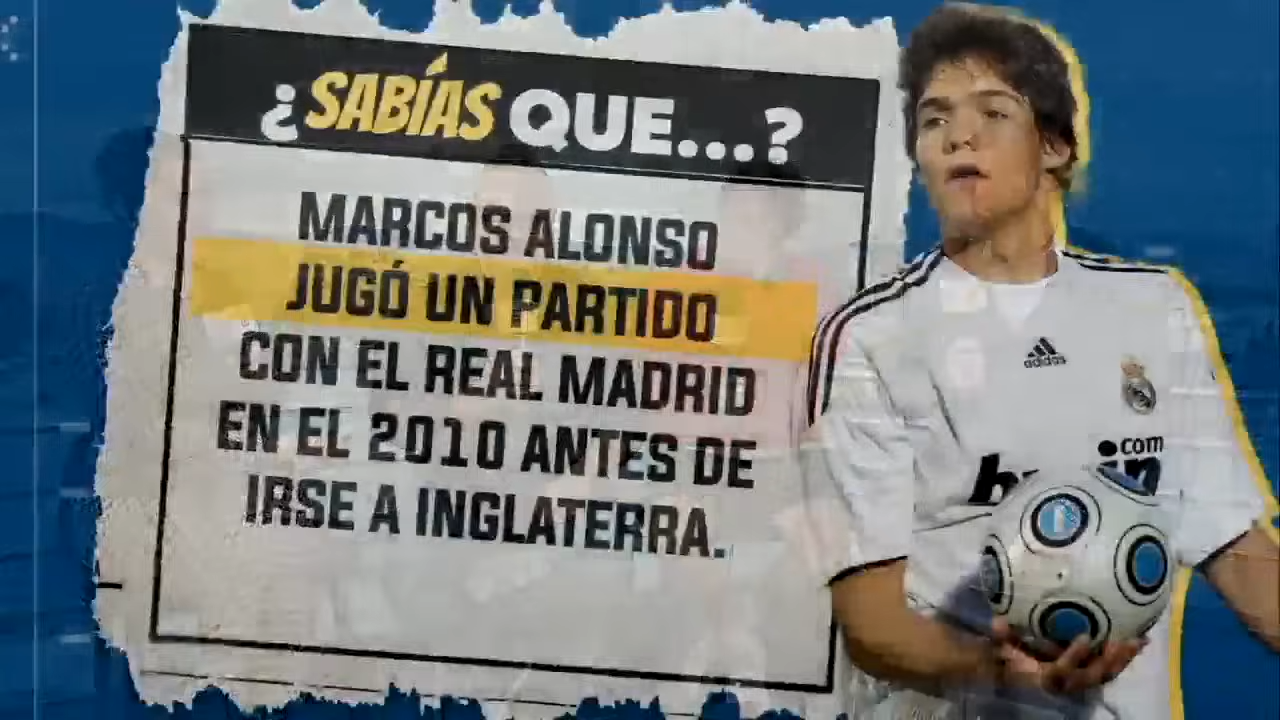 ¿SABÍAS QUE...?
MARCOS ALONSO
JUGÓ UN PARTIDO
CON EL REAL MADRID
EN EL 2010 ANTES DE
IRSE A INGLATERRA.
adidas
.com